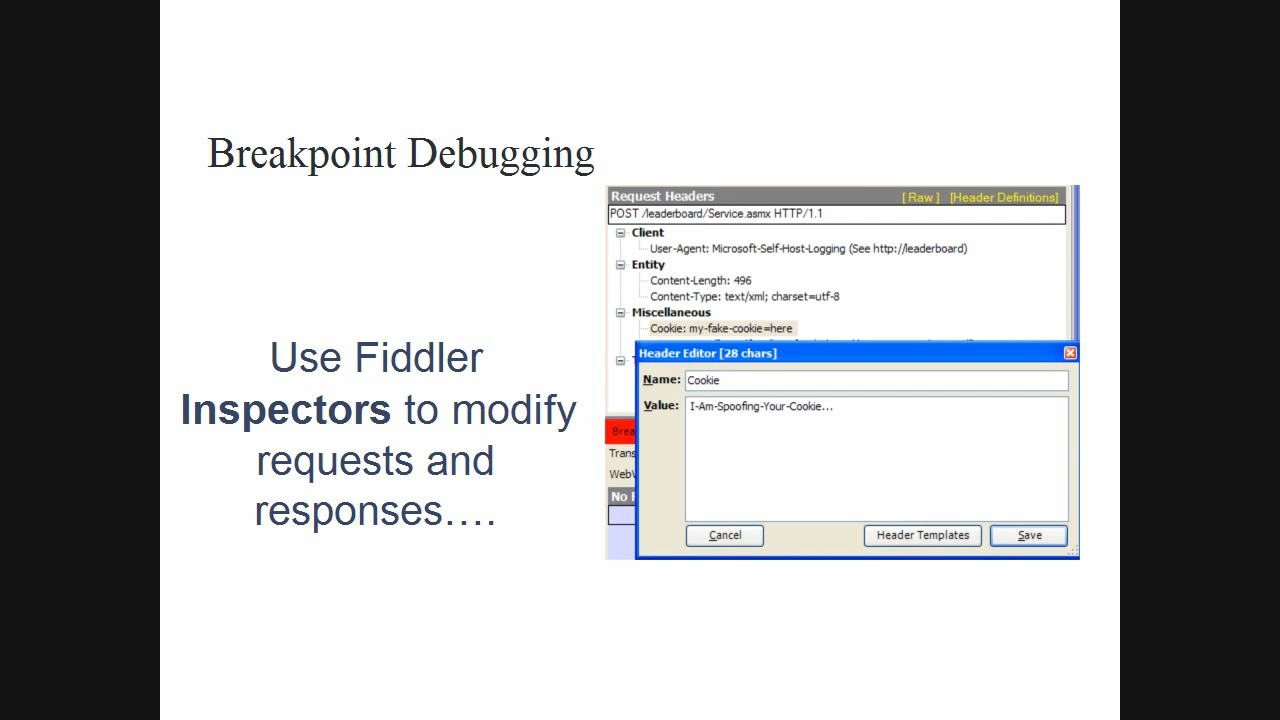 Breakpoint Debugging
Use Fiddler
Inspectors to modify
requests and
responses….
Request Headers [ Raw ] [Header Definitions]
POST /leaderboard/Service.asmx HTTP/1.1
Client
User-Agent: Microsoft-Self-Host-Logging (See http://leaderboard)
Entity
Content-Length: 496
Content-Type: text/xml; charset=utf-8
Miscellaneous
Cookie: my-fake-cookie=here
Header Editor [28 chars]
Name: Cookie
Value: I-Am-Spoofing-Your-Cookie...
Cancel Header Templates Save